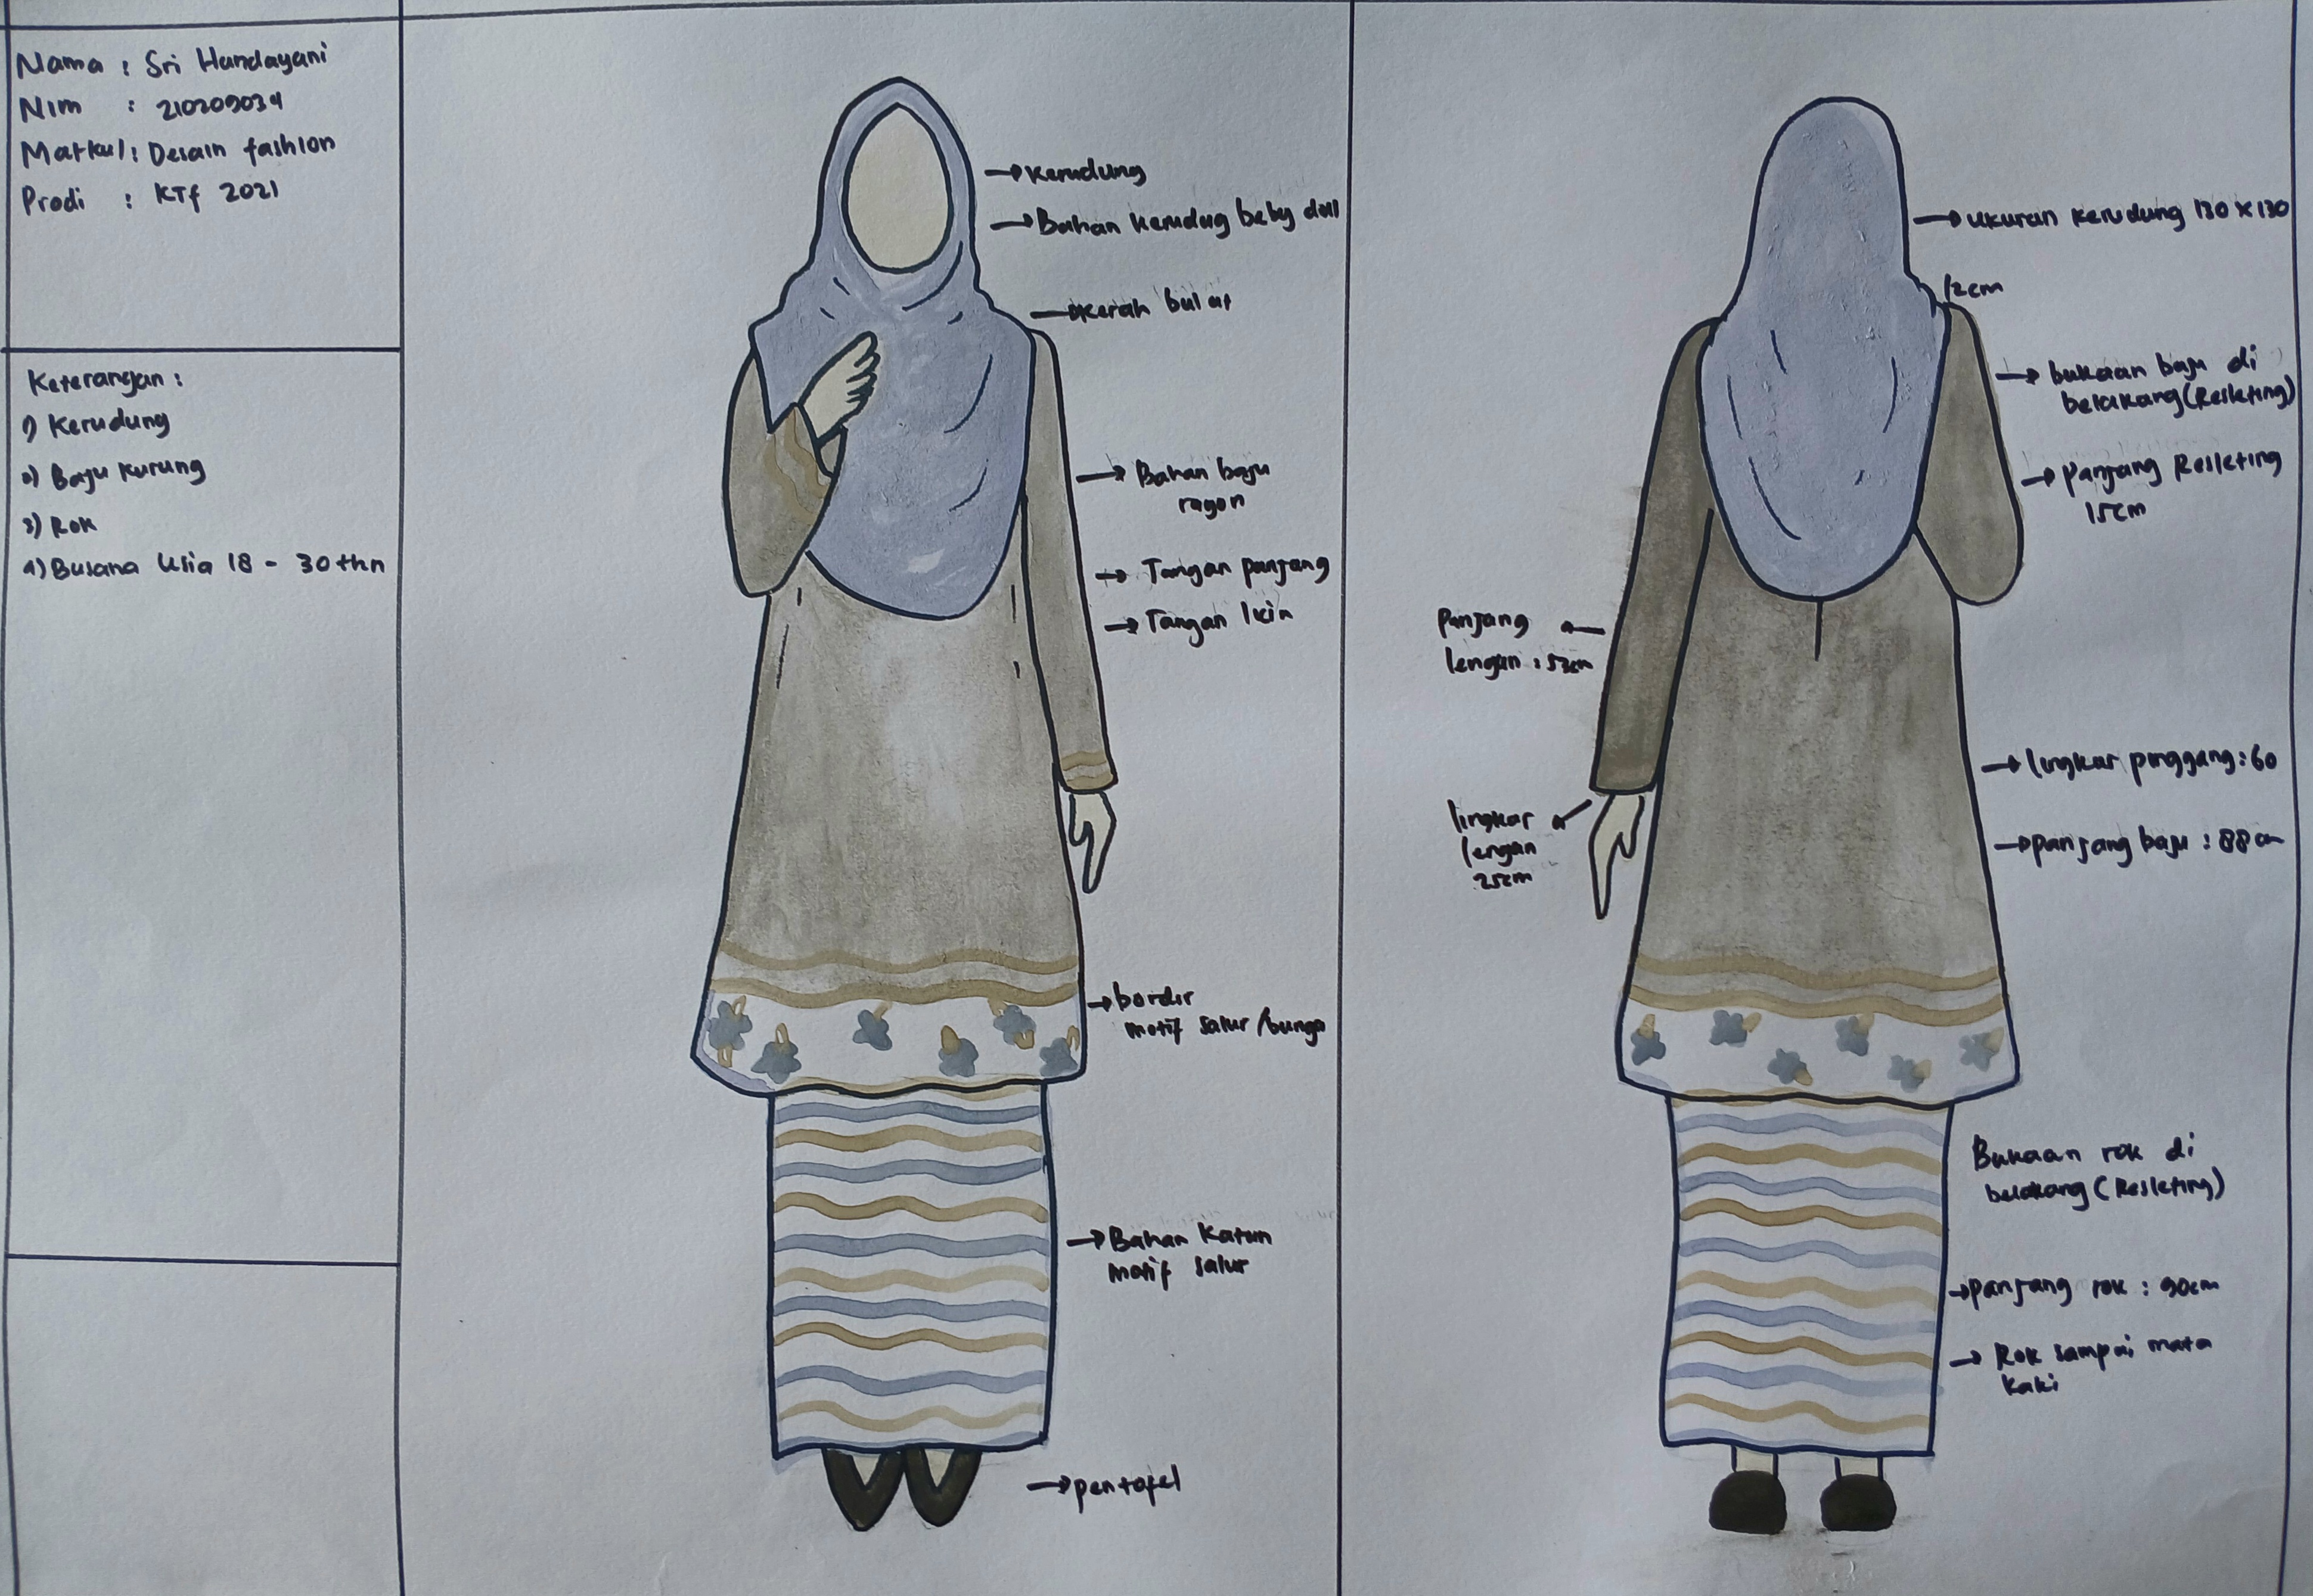 Nama : Sri Handayani
Nim : 210209034
Matkul : Desain fashion
Prodi : KTf 2021
Keterangan :
1) Kerudung
2) Baju Kurung
3) Rok
4) Busana Usia 18 - 30 thn
Kerudung
Bahan Kerudug beby doll
Kerah bulat
Bahan baju
rayon
Tangan panjang
Tangan
bordir
motif salur /bunga
Bahan Katun
motif salur
pentofel
ukuran Kerudung 130 x 130
12cm
bukaan baju di
belakang (Resleting)
panjang Resleting
15cm
panjang
lengan : 53cm
lingkar
lengan
25cm
lingkar pinggang : 60
panjang baju : 88cm
Bukaan rok di
belakang (Resleting)
panjang rok : 90cm
Rok sampai mata
kaki